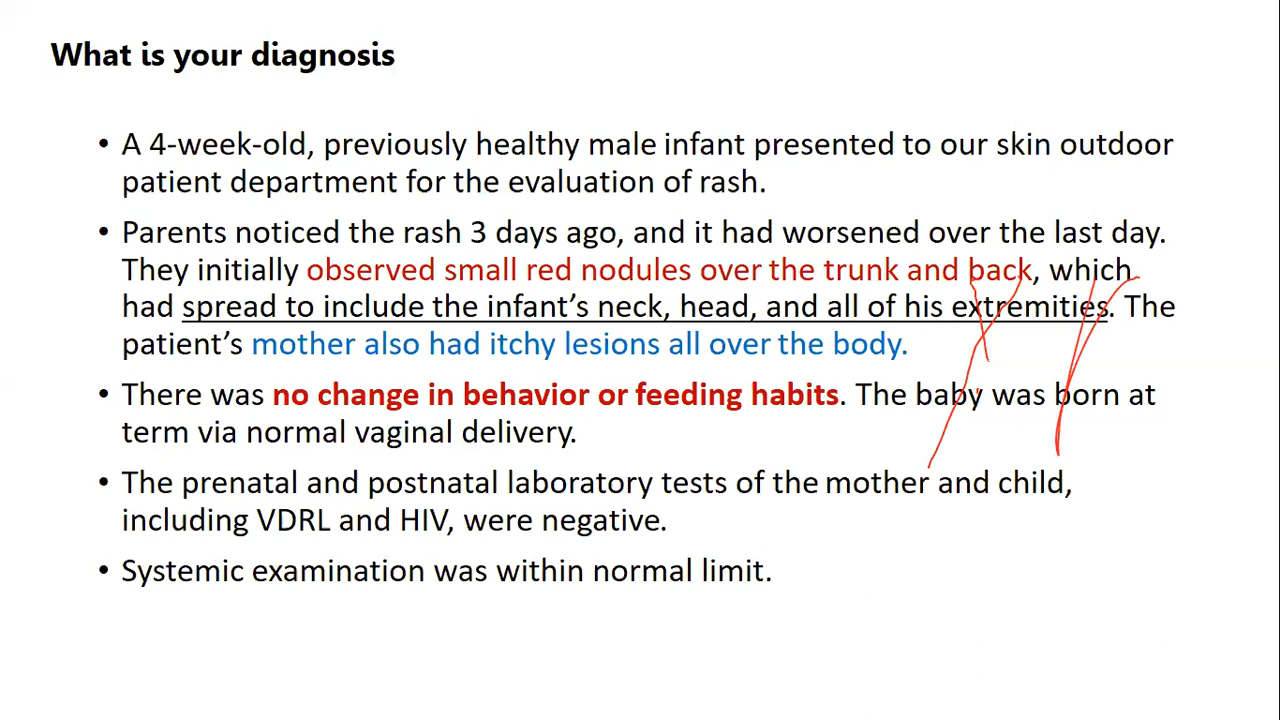 What is your diagnosis
• A 4-week-old, previously healthy male infant presented to our skin outdoor
patient department for the evaluation of rash.
• Parents noticed the rash 3 days ago, and it had worsened over the last day.
They initially observed small red nodules over the trunk and back, which
had spread to include the infant's neck, head, and all of his extremities. The
patient's mother also had itchy lesions all over the body.
• There was no change in behavior or feeding habits. The baby was born at
term via normal vaginal delivery.
• The prenatal and postnatal laboratory tests of the mother and child,
including VDRL and HIV, were negative.
• Systemic examination was within normal limit.